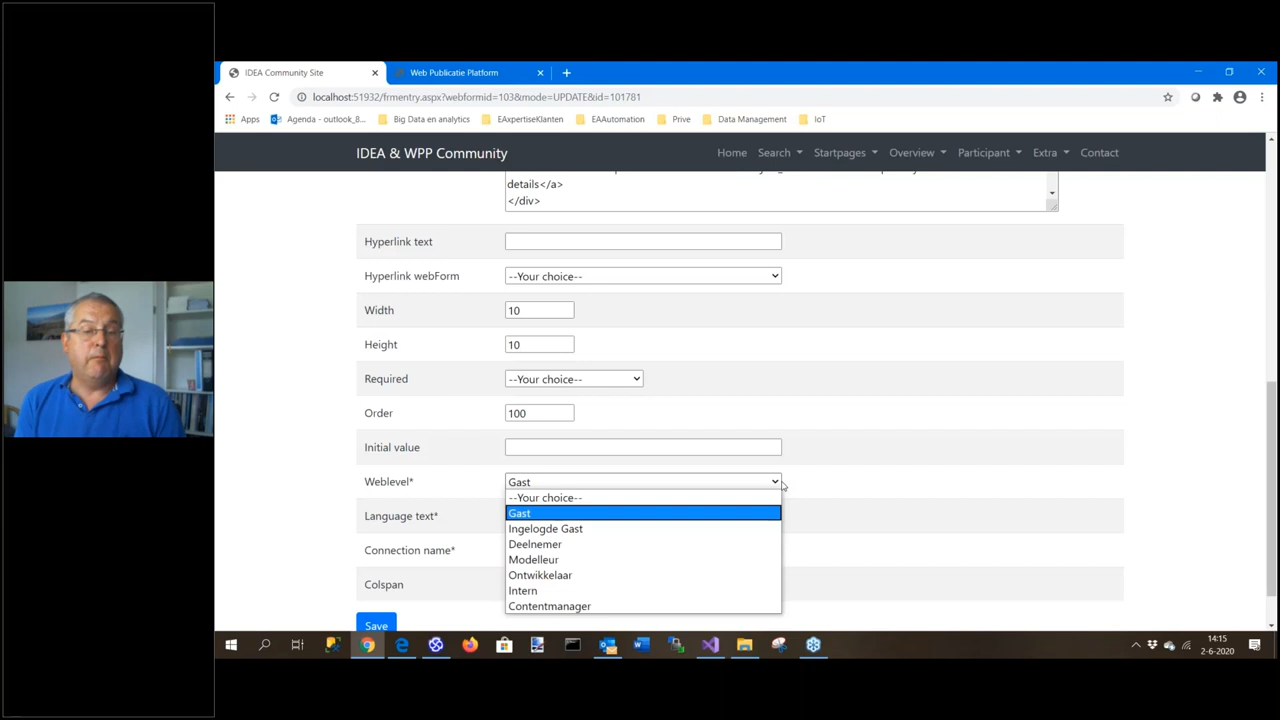 IDEA Community Site
Web Publicatie Platform
localhost:51932/frmentry.aspx?webformid=103&mode=UPDATE&id=101781
Apps
Agenda - outlook_8...
Big Data en analytics
EAxpertiseKlanten
EAAutomation
Prive
Data Management
IoT
IDEA & WPP Community
Home
Search
Startpages
Overview
Participant
Extra
Contact
details</a>
</div>
Hyperlink text
Hyperlink webForm --Your choice--
Width 10
Height 10
Required --Your choice--
Order 100
Initial value
Weblevel* Gast
--Your choice--
Gast
Ingelogde Gast
Deelnemer
Modelleur
Ontwikkelaar
Intern
Contentmanager
Language text*
Connection name*
Colspan
Save
14:15
2-6-2020